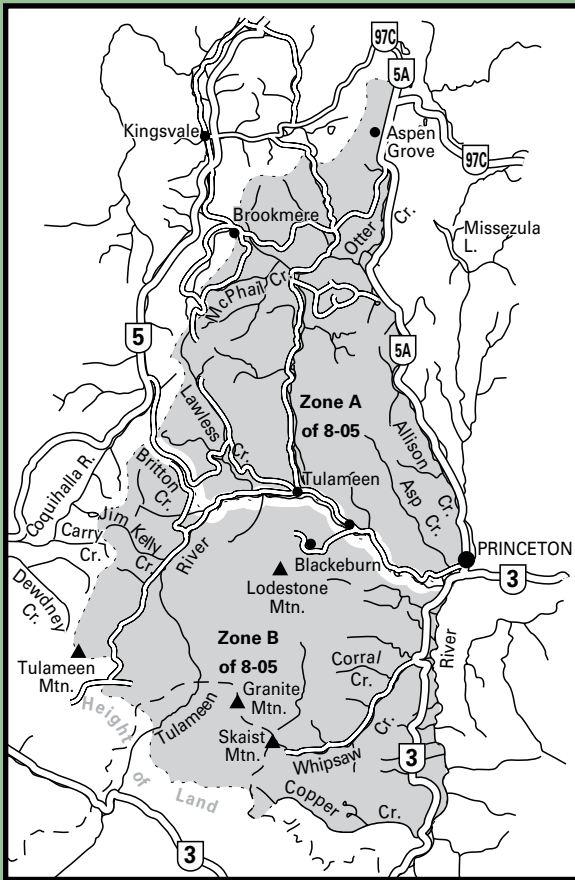 97C
5A
Kingsvale
Aspen
Grove
97C
Brookmere
Otter
Cr.
Missezula
L.
McPhail Cr.
5
5A
Zone A
of 8-05
Lawless
Cr.
Allison
Cr.
Asp
Cr.
Coquihalla R.
Britton
Cr.
Tulameen
Jim Kelly
Cr.
Carry
Cr.
River
Blackeburn
PRINCETON
3
Dewdney
Cr.
Lodestone
Mtn.
Zone B
of 8-05
River
Corral
Cr.
Tulameen
Mtn.
Granite
Mtn.
Tulameen
Height
of
Land
Skaist
Mtn.
Whipsaw
Cr.
3
Copper
Cr.
3